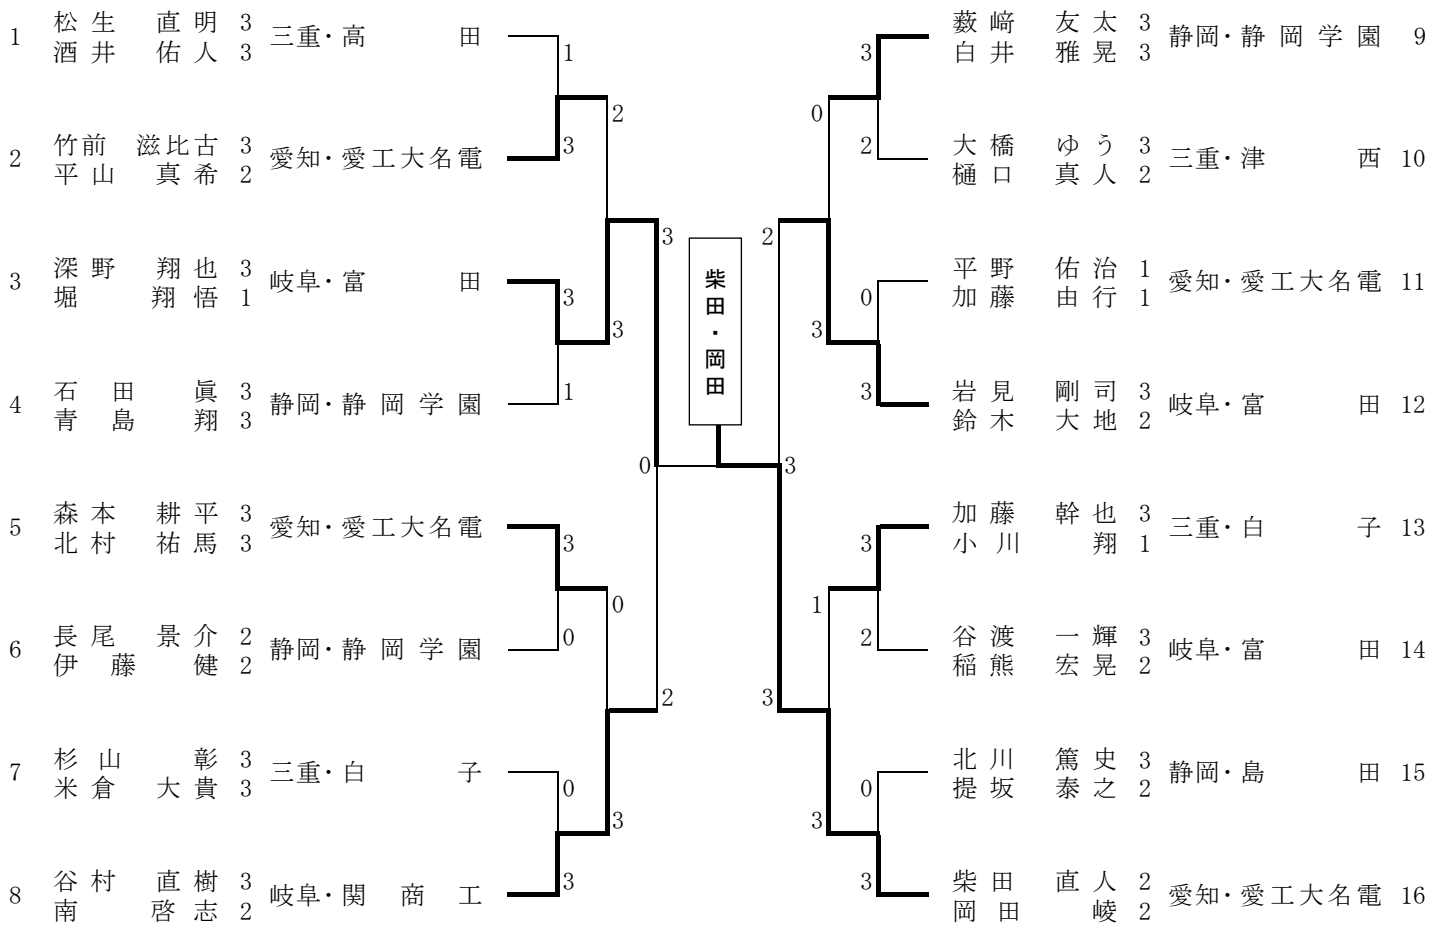 1 松生 直明 3 三重・高田
酒井 佑人 3
2 竹前 滋比古 3 愛知・愛工大名電
平山 真希 2
3 深野 翔也 3 岐阜・富田
堀 翔悟 1
4 石田 眞 3 静岡・静岡学園
青島 翔 3
5 森本 耕平 3 愛知・愛工大名電
北村 祐馬 3
6 長尾 景介 2 静岡・静岡学園
伊藤 健 2
7 杉山 彰 3 三重・白子
米倉 大貴 3
8 谷村 直樹 3 岐阜・関商工
南 啓志 2
1
3
3
1
3
0
0
3
2
3
0
3
3
2
0
柴田・岡田
3
2
3
0
3
1
3
3
2
0
3
3
2
0
3
藪﨑 友太 3 静岡・静岡学園 9
白井 雅晃 3
大橋 ゆう 3 三重・津西 10
樋口 真人 2
平野 佑治 1 愛知・愛工大名電 11
加藤 由行 1
岩見 剛司 3 岐阜・富田 12
鈴木 大地 2
加藤 幹也 3 三重・白子 13
小川 翔 1
谷渡 一輝 3 岐阜・富田 14
稲熊 宏晃 2
北川 篤史 3 静岡・島田 15
提坂 泰之 2
柴田 直人 2 愛知・愛工大名電 16
岡田 崚 2